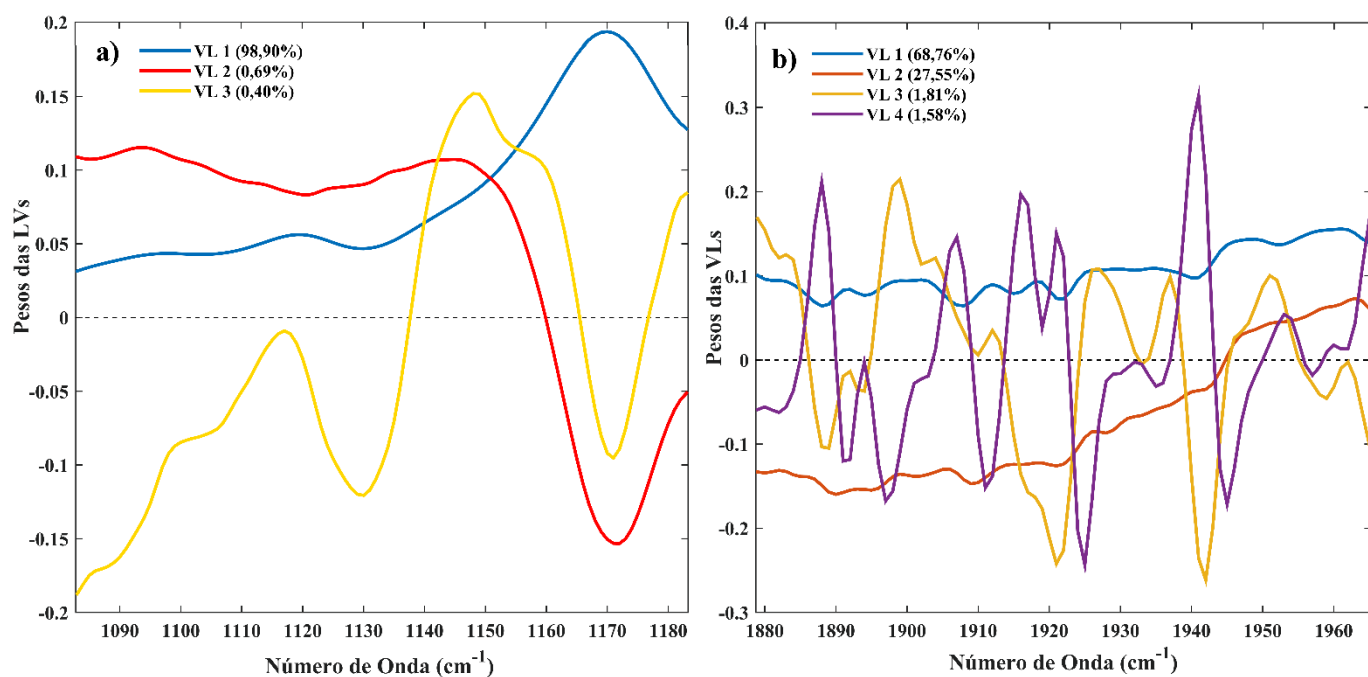 a)
VL 1 (98,90%)
VL 2 (0,69%)
VL 3 (0,40%)
Pesos das LVs
0.2
0.15
0.1
0.05
0
-0.05
-0.1
-0.15
-0.2
1090 1100 1110 1120 1130 1140 1150 1160 1170 1180
Número de Onda (cm-1)
b)
VL 1 (68,76%)
VL 2 (27,55%)
VL 3 (1,81%)
VL 4 (1,58%)
Pesos das VLs
0.4
0.3
0.2
0.1
0
-0.1
-0.2
-0.3
1880 1890 1900 1910 1920 1930 1940 1950 1960
Número de Onda (cm-1)